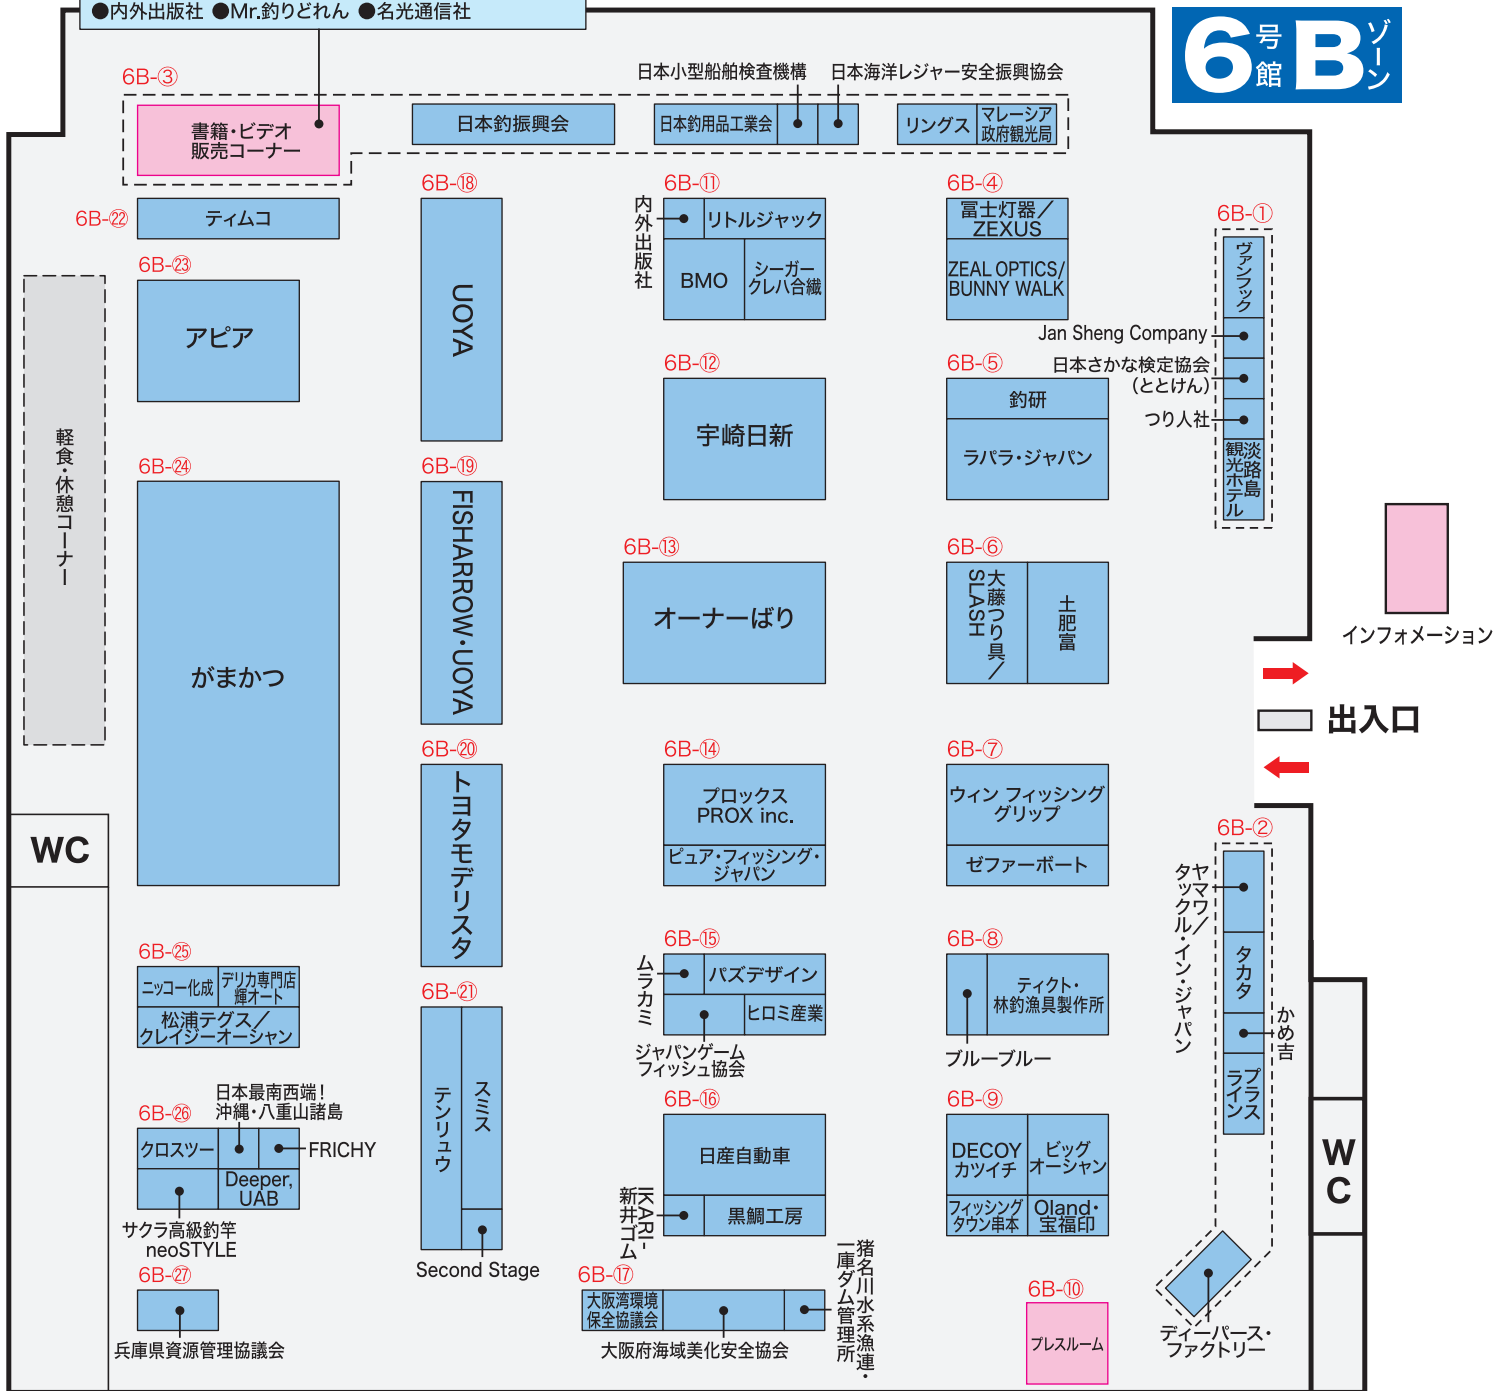 ●内外出版社 ●Mr.釣りどれん ●名光通信社
6号館 Bゾーン
6B-③
書籍・ビデオ
販売コーナー
日本釣振興会
日本小型船舶検査機構
日本海洋レジャー安全振興協会
日本釣用品工業会
リングス
マレーシア
政府観光局
6B-㉒
ティムコ
6B-㉓
アピア
軽食・休憩コーナー
6B-㉔
がまかつ
WC
6B-㉕
ニッコー化成
デリカ専門店
輝オート
松浦テグス／
クレイジーオーシャン
日本最南西端！
沖縄・八重山諸島
6B-㉖
クロスツー
FRICHY
Deeper,
UAB
サクラ高級釣竿
neoSTYLE
6B-㉗
兵庫県資源管理協議会
6B-⑱
UOYA
6B-⑲
FISHARROW・UOYA
6B-⑳
トヨタモデリスタ
6B-㉑
テンリュウ
スミス
Second Stage
6B-⑪
内外出版社
リトルジャック
BMO
シーガー
クレハ合繊
6B-⑫
宇崎日新
6B-⑬
オーナーばり
6B-⑭
プロックス
PROX inc.
ピュア・フィッシング・
ジャパン
6B-⑮
ムラカミ
パズデザイン
ヒロミ産業
ジャパンゲーム
フィッシュ協会
6B-⑯
日産自動車
IKARI-
新井ゴム
黒鯛工房
6B-⑰
大阪湾環境
保全協議会
大阪府海域美化安全協会
猪名川水系漁連・
一庫ダム管理所
6B-④
冨士灯器／
ZEXUS
ZEAL OPTICS/
BUNNY WALK
6B-⑤
釣研
ラパラ・ジャパン
6B-⑥
大藤つり具／
SLASH
土肥富
6B-⑦
ウィン フィッシング
グリップ
ゼファーボート
6B-⑧
ティクト・
林釣漁具製作所
ブルーブルー
6B-⑨
DECOY
カツイチ
ビッグ
オーシャン
フィッシング
タウン串本
Oland・
宝福印
6B-⑩
プレスルーム
6B-①
ヴァンフック
Jan Sheng Company
日本さかな検定協会
（ととけん）
つり人社
淡路島
観光ホテル
インフォメーション
出入口
6B-②
ヤマワ／
タックル・イン・ジャパン
タカタ
かめ吉
プラス
ライン
ディーパース・
ファクトリー
WC